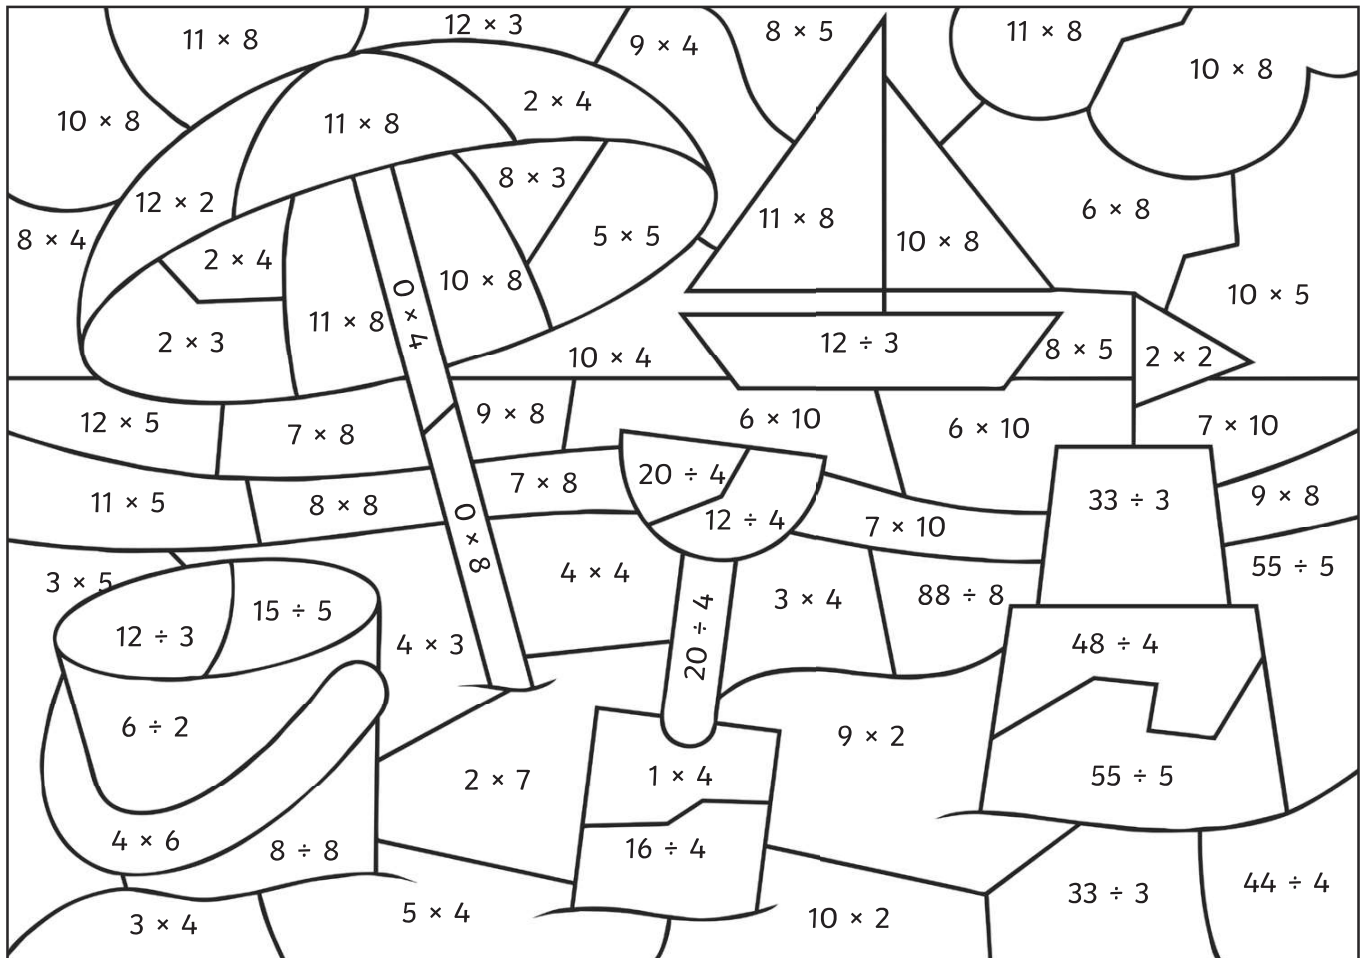 11 × 8
12 × 3
9 × 4
8 × 5
11 × 8
10 × 8
10 × 8
11 × 8
2 × 4
12 × 2
8 × 3
6 × 8
8 × 4
2 × 4
5 × 5
11 × 8
10 × 8
10 × 8
10 × 5
0 × 4
11 × 8
2 × 3
10 × 4
12 ÷ 3
8 × 5
2 × 2
12 × 5
7 × 8
9 × 8
6 × 10
6 × 10
7 × 10
11 × 5
8 × 8
7 × 8
20 ÷ 4
12 ÷ 4
7 × 10
33 ÷ 3
9 × 8
0 × 8
3 × 5
4 × 4
3 × 4
88 ÷ 8
55 ÷ 5
12 ÷ 3
15 ÷ 5
4 × 3
20 ÷ 4
48 ÷ 4
6 ÷ 2
2 × 7
1 × 4
9 × 2
55 ÷ 5
4 × 6
8 ÷ 8
16 ÷ 4
3 × 4
5 × 4
10 × 2
33 ÷ 3
44 ÷ 4